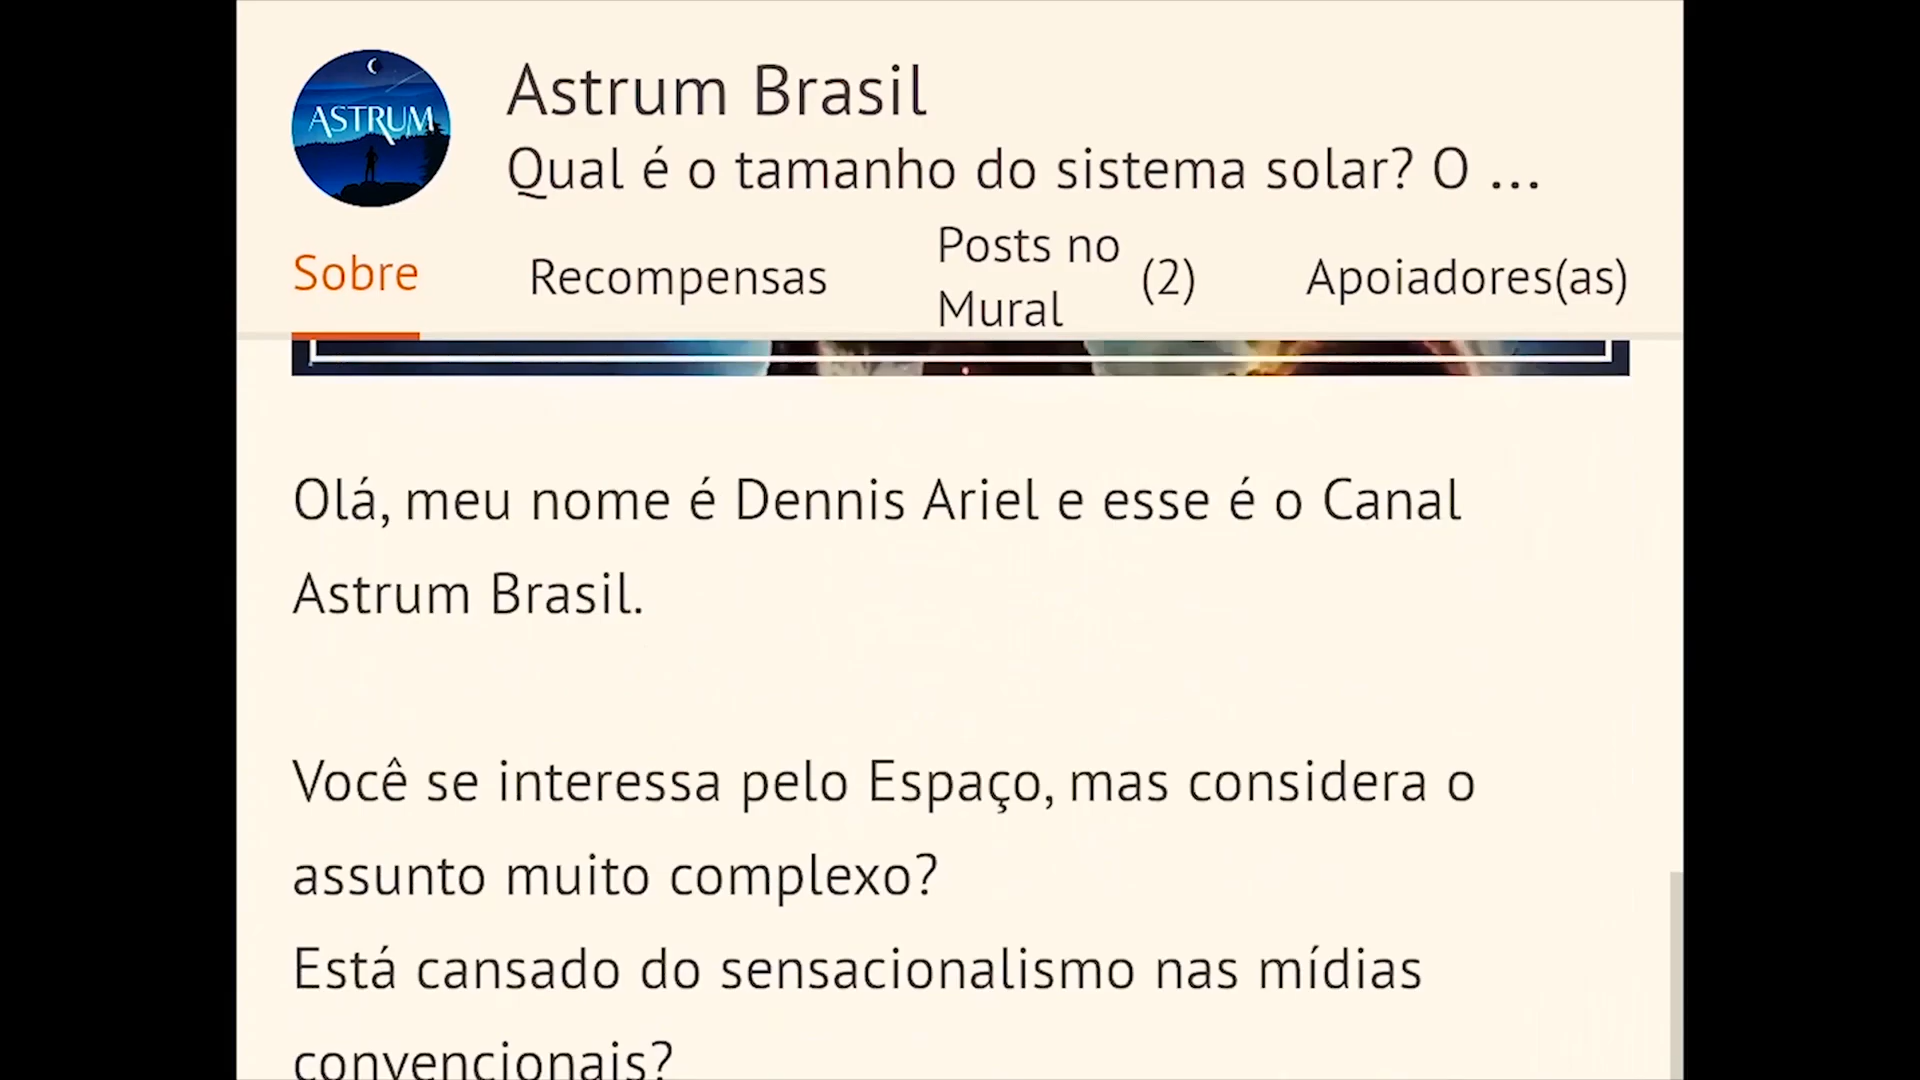 ASTRUM
Astrum Brasil
Qual é o tamanho do sistema solar? O ...
Sobre
Recompensas
Posts no
Mural
(2)
Apoiadores(as)
Olá, meu nome é Dennis Ariel e esse é o Canal
Astrum Brasil.
Você se interessa pelo Espaço, mas considera o
assunto muito complexo?
Está cansado do sensacionalismo nas mídias
convencionais?